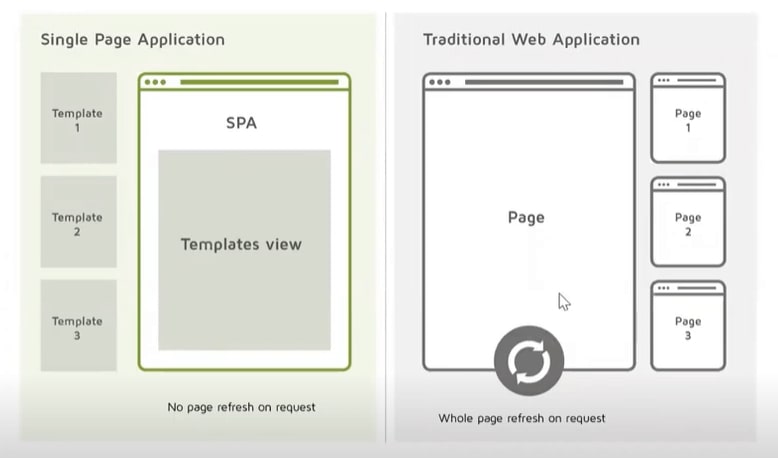 Single Page Application
Template
1
Template
2
Template
3
SPA
Templates view
No page refresh on request
Traditional Web Application
Page
Page
1
Page
2
Page
3
Whole page refresh on request